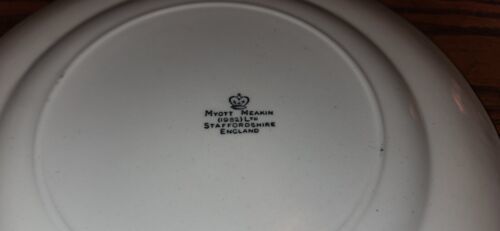 MYOTT MEAKIN
(1982) LTD
STAFFORDSHIRE
ENGLAND